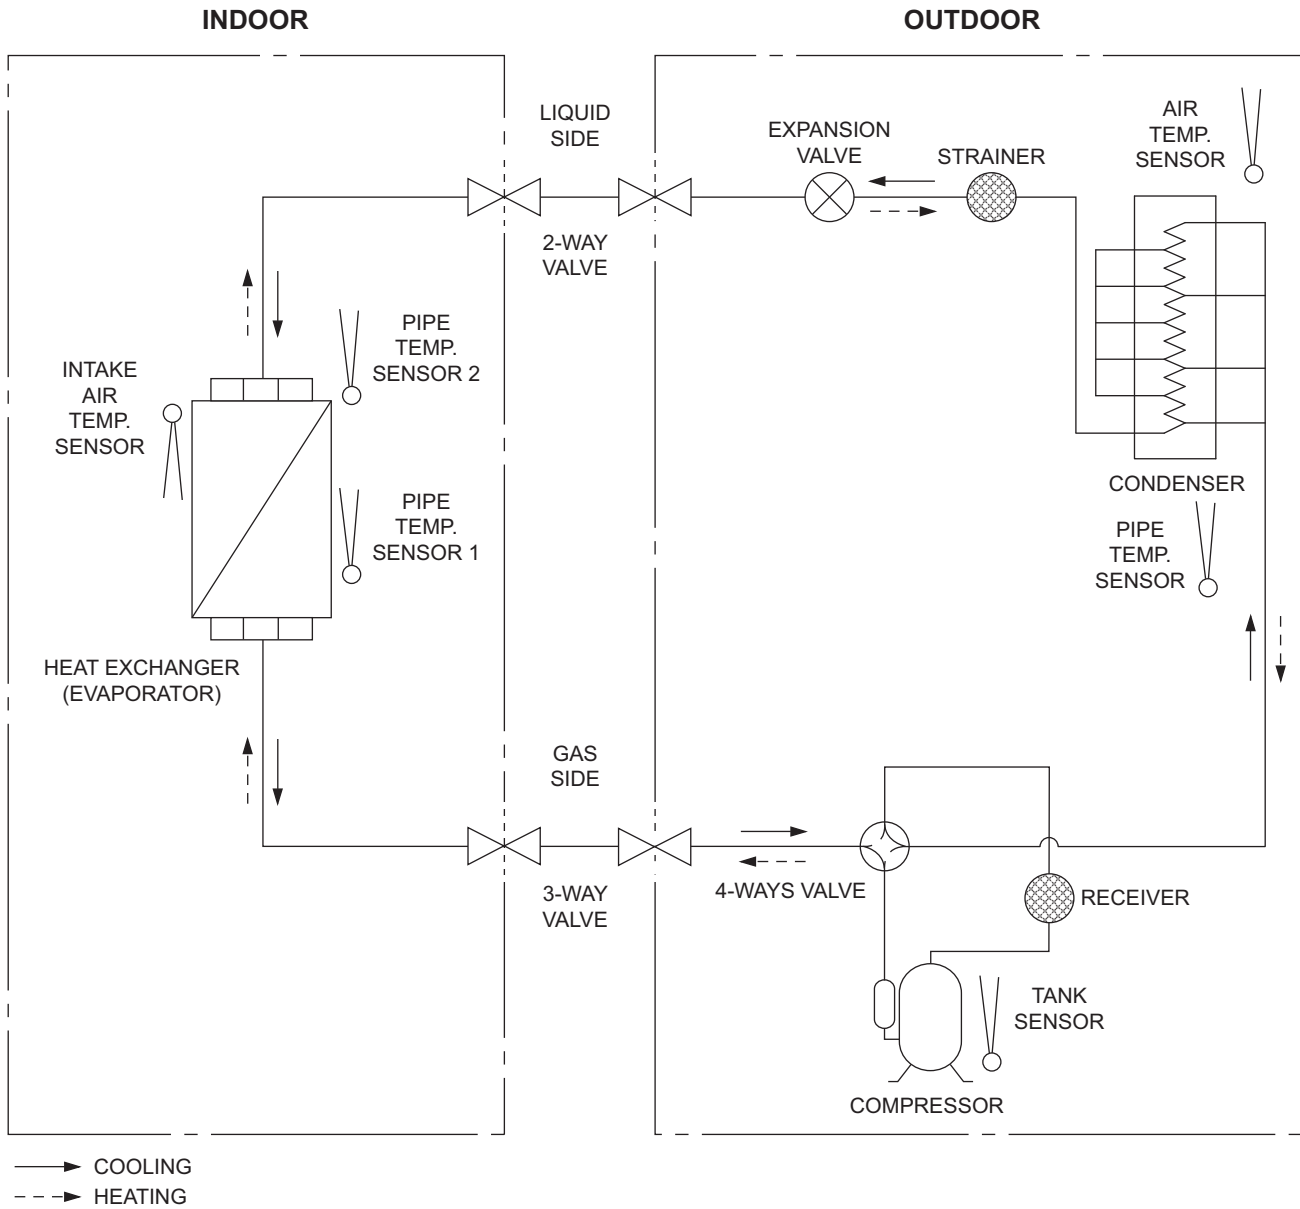 INDOOR
OUTDOOR
LIQUID
SIDE
EXPANSION
VALVE
STRAINER
AIR
TEMP.
SENSOR
2-WAY
VALVE
PIPE
TEMP.
SENSOR 2
INTAKE
AIR
TEMP.
SENSOR
PIPE
TEMP.
SENSOR 1
CONDENSER
PIPE
TEMP.
SENSOR
HEAT EXCHANGER
(EVAPORATOR)
GAS
SIDE
3-WAY
VALVE
4-WAYS VALVE
RECEIVER
TANK
SENSOR
COMPRESSOR
COOLING
HEATING